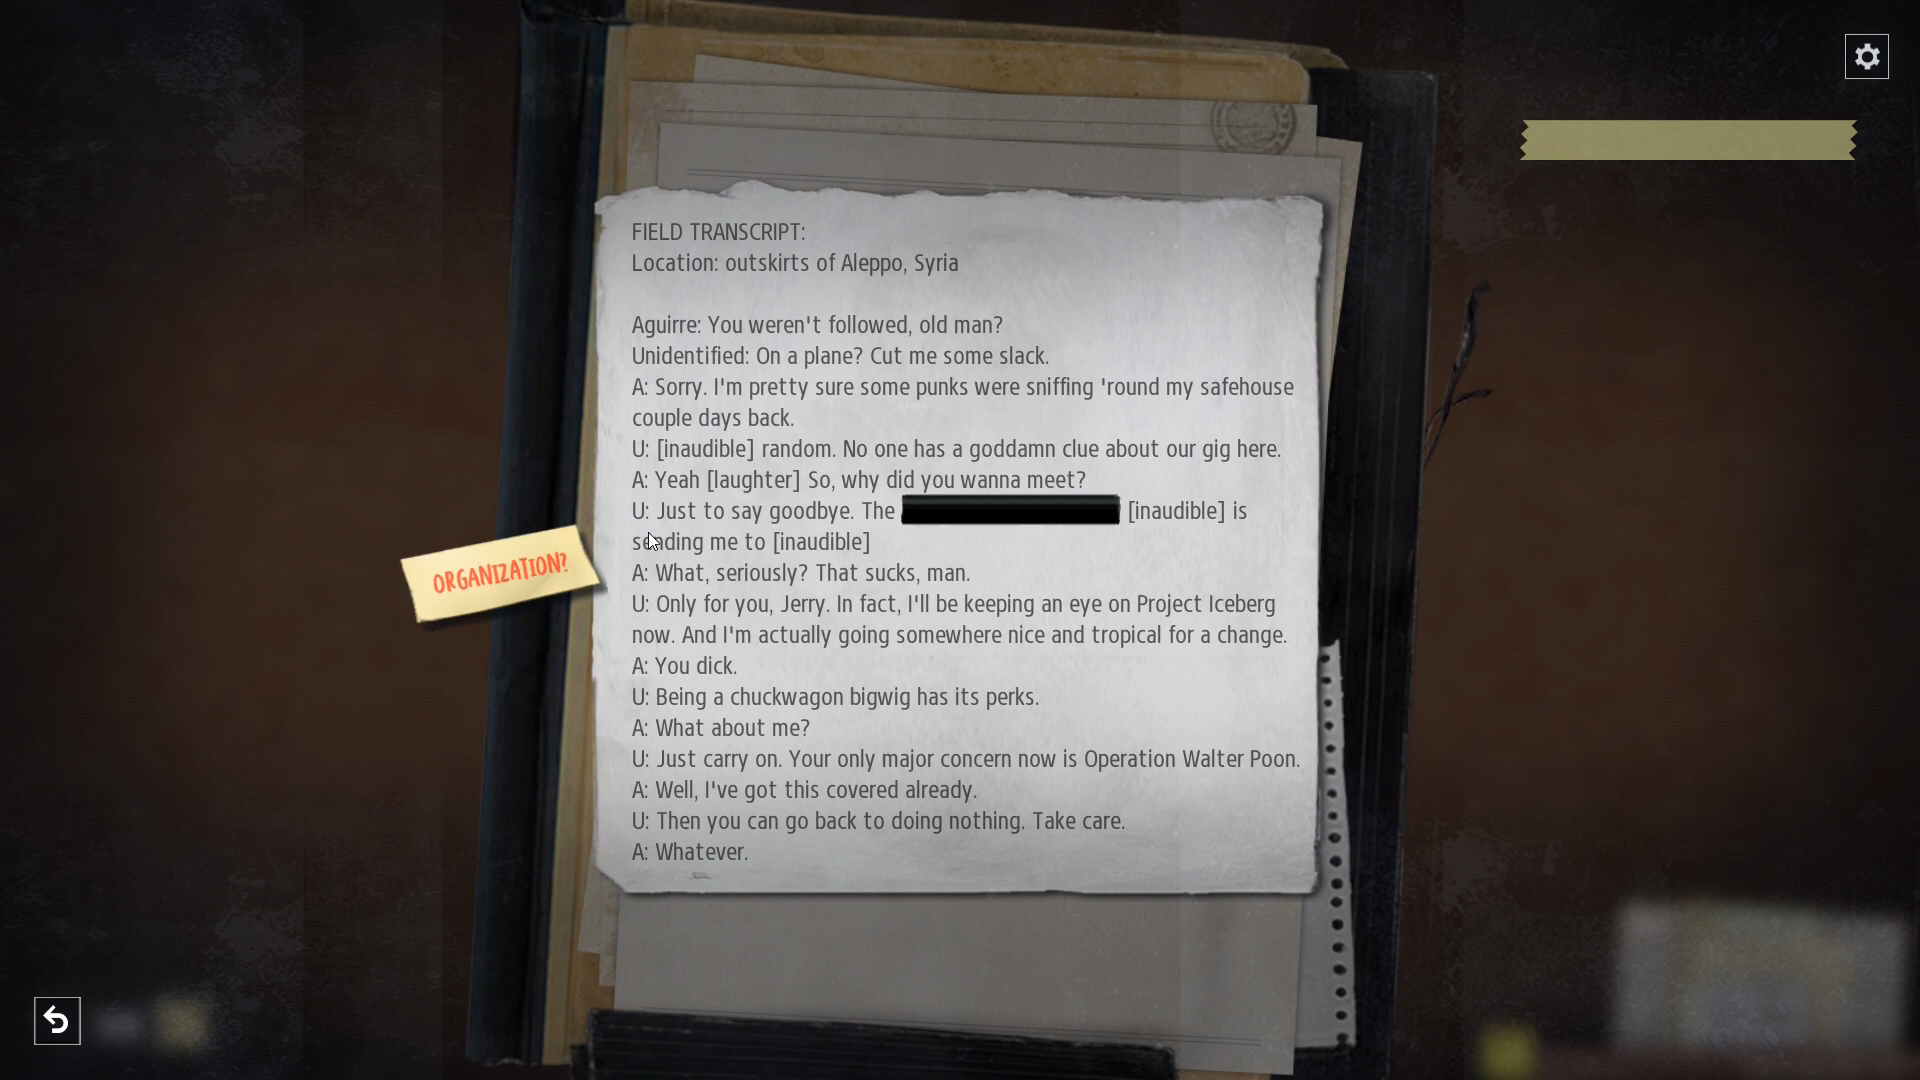 FIELD TRANSCRIPT:
Location: outskirts of Aleppo, Syria
Aguirre: You weren't followed, old man?
Unidentified: On a plane? Cut me some slack.
A: Sorry. I'm pretty sure some punks were sniffing 'round my safehouse
couple days back.
U: [inaudible] random. No one has a goddamn clue about our gig here.
A: Yeah [laughter] So, why did you wanna meet?
U: Just to say goodbye. The [inaudible] is
sending me to [inaudible]
A: What, seriously? That sucks, man.
U: Only for you, Jerry. In fact, I'll be keeping an eye on Project Iceberg
now. And I'm actually going somewhere nice and tropical for a change.
A: You dick.
U: Being a chuckwagon bigwig has its perks.
A: What about me?
U: Just carry on. Your only major concern now is Operation Walter Poon.
A: Well, I've got this covered already.
U: Then you can go back to doing nothing. Take care.
A: Whatever.
ORGANIZATION?